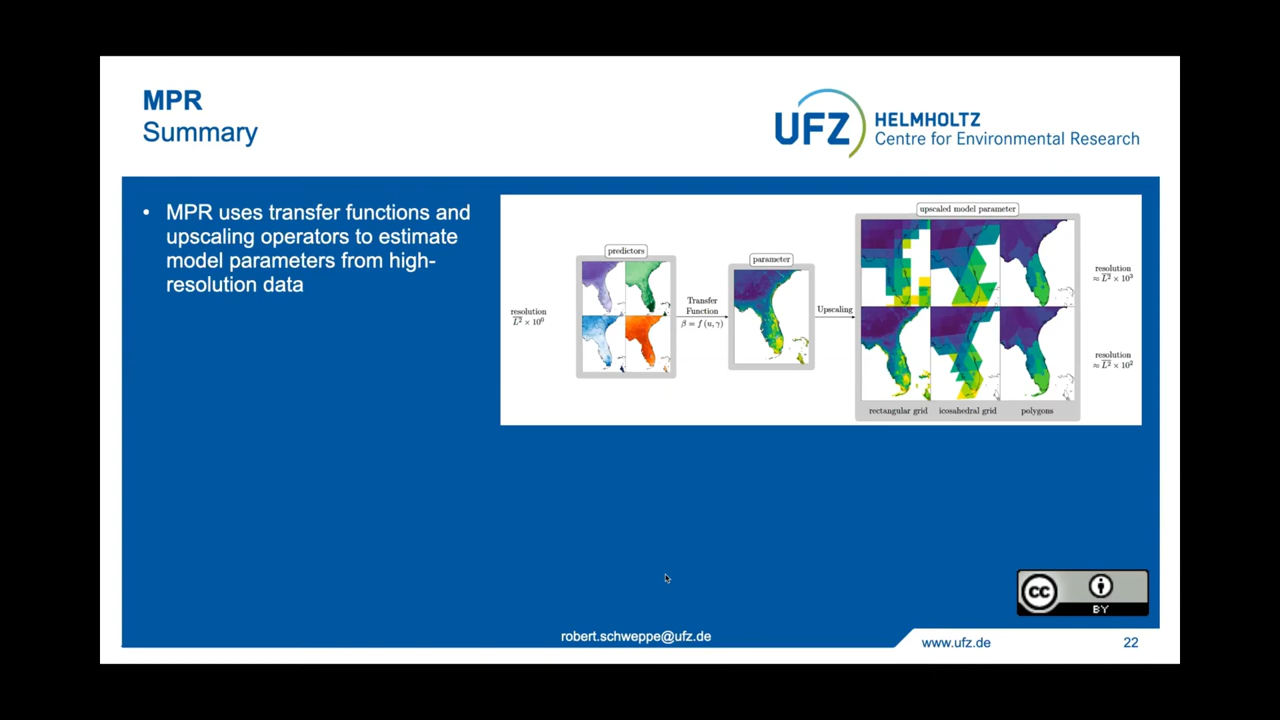 MPR
Summary
UFZ HELMHOLTZ
Centre for Environmental Research
• MPR uses transfer functions and
upscaling operators to estimate
model parameters from high-
resolution data
resolution
L² × 10⁰
predictors
Transfer
Function
β = f (u, γ)
parameter
Upscaling
upscaled model parameter
resolution
≈ L² × 10³
resolution
≈ L² × 10²
rectangular grid
icosahedral grid
polygons
CC
BY
robert.schweppe@ufz.de
www.ufz.de
22